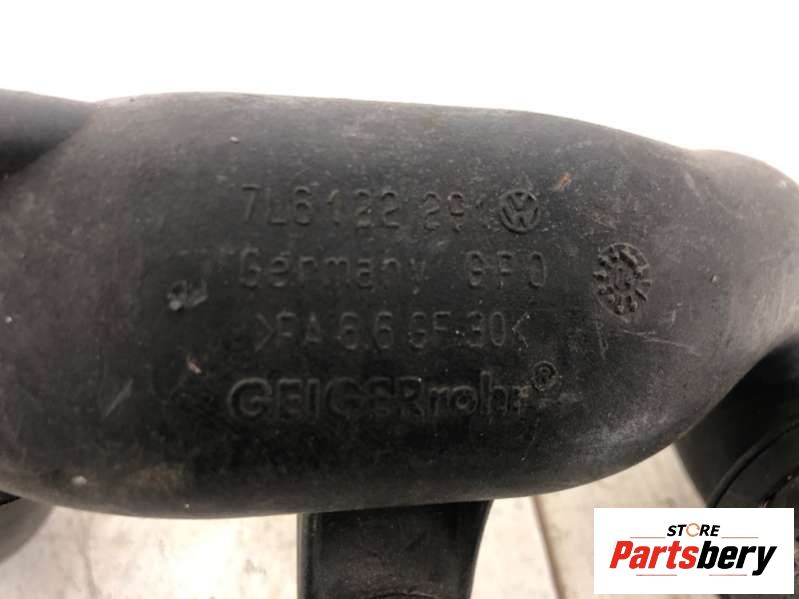 7L6 122 291
Germany GPO
>PA 6 6 GF 30<
GEIGERrohr®
STORE
Partsbery